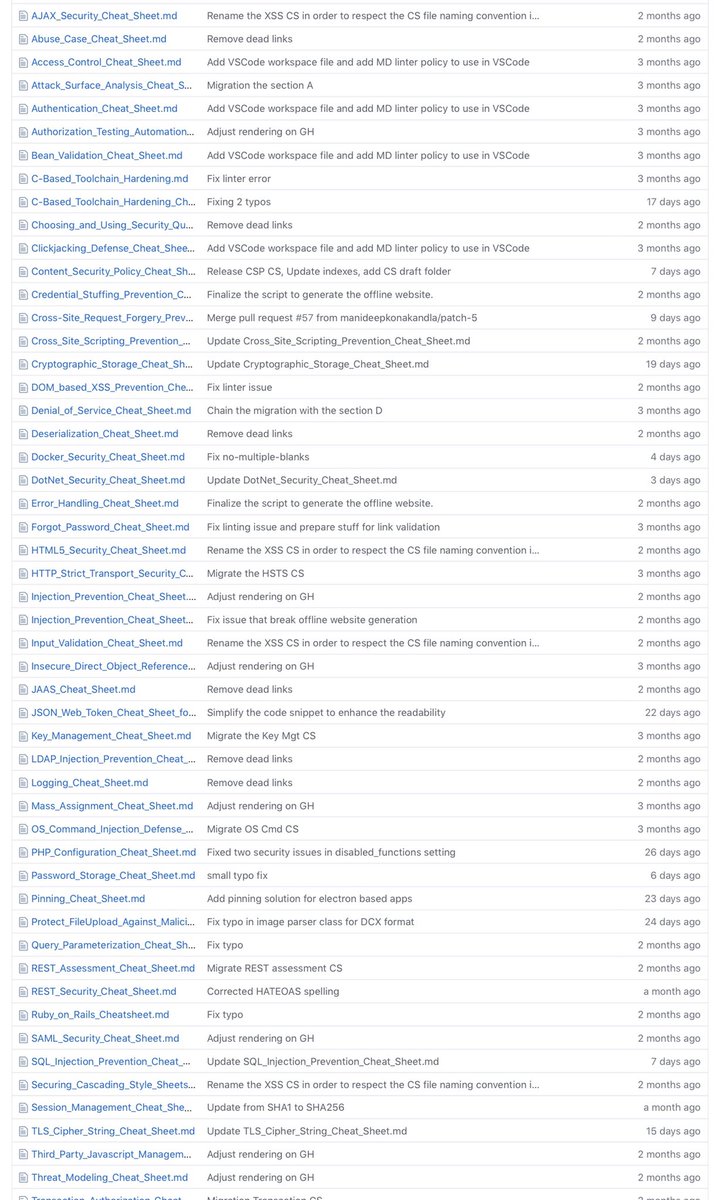 AJAX_Security_Cheat_Sheet.md Rename the XSS CS in order to respect the CS file naming convention i... 2 months ago
Abuse_Case_Cheat_Sheet.md Remove dead links 2 months ago
Access_Control_Cheat_Sheet.md Add VSCode workspace file and add MD linter policy to use in VSCode 3 months ago
Attack_Surface_Analysis_Cheat_S... Migration the section A 3 months ago
Authentication_Cheat_Sheet.md Add VSCode workspace file and add MD linter policy to use in VSCode 3 months ago
Authorization_Testing_Automation... Adjust rendering on GH 3 months ago
Bean_Validation_Cheat_Sheet.md Add VSCode workspace file and add MD linter policy to use in VSCode 3 months ago
C-Based_Toolchain_Hardening.md Fix linter error 3 months ago
C-Based_Toolchain_Hardening_Ch... Fixing 2 typos 17 days ago
Choosing_and_Using_Security_Qu... Remove dead links 2 months ago
Clickjacking_Defense_Cheat_Shee... Add VSCode workspace file and add MD linter policy to use in VSCode 3 months ago
Content_Security_Policy_Cheat_Sh... Release CSP CS, Update indexes, add CS draft folder 7 days ago
Credential_Stuffing_Prevention_C... Finalize the script to generate the offline website. 2 months ago
Cross-Site_Request_Forgery_Prev... Merge pull request #57 from manideepkonakandla/patch-5 9 days ago
Cross_Site_Scripting_Prevention_... Update Cross_Site_Scripting_Prevention_Cheat_Sheet.md 2 months ago
Cryptographic_Storage_Cheat_Sh... Update Cryptographic_Storage_Cheat_Sheet.md 19 days ago
DOM_based_XSS_Prevention_Che... Fix linter issue 2 months ago
Denial_of_Service_Cheat_Sheet.md Chain the migration with the section D 3 months ago
Deserialization_Cheat_Sheet.md Remove dead links 2 months ago
Docker_Security_Cheat_Sheet.md Fix no-multiple-blanks 4 days ago
DotNet_Security_Cheat_Sheet.md Update DotNet_Security_Cheat_Sheet.md 3 days ago
Error_Handling_Cheat_Sheet.md Finalize the script to generate the offline website. 2 months ago
Forgot_Password_Cheat_Sheet.md Fix linting issue and prepare stuff for link validation 3 months ago
HTML5_Security_Cheat_Sheet.md Rename the XSS CS in order to respect the CS file naming convention i... 2 months ago
HTTP_Strict_Transport_Security_C... Migrate the HSTS CS 3 months ago
Injection_Prevention_Cheat_Sheet.... Adjust rendering on GH 2 months ago
Injection_Prevention_Cheat_Sheet... Fix issue that break offline website generation 2 months ago
Input_Validation_Cheat_Sheet.md Rename the XSS CS in order to respect the CS file naming convention i... 2 months ago
Insecure_Direct_Object_Reference... Adjust rendering on GH 3 months ago
JAAS_Cheat_Sheet.md Remove dead links 2 months ago
JSON_Web_Token_Cheat_Sheet_fo... Simplify the code snippet to enhance the readability 22 days ago
Key_Management_Cheat_Sheet.md Migrate the Key Mgt CS 3 months ago
LDAP_Injection_Prevention_Cheat_... Remove dead links 2 months ago
Logging_Cheat_Sheet.md Remove dead links 2 months ago
Mass_Assignment_Cheat_Sheet.md Adjust rendering on GH 3 months ago
OS_Command_Injection_Defense_... Migrate OS Cmd CS 3 months ago
PHP_Configuration_Cheat_Sheet.md Fixed two security issues in disabled_functions setting 26 days ago
Password_Storage_Cheat_Sheet.md small typo fix 6 days ago
Pinning_Cheat_Sheet.md Add pinning solution for electron based apps 23 days ago
Protect_FileUpload_Against_Malici... Fix typo in image parser class for DCX format 24 days ago
Query_Parameterization_Cheat_Sh... Fix typo 2 months ago
REST_Assessment_Cheat_Sheet.md Migrate REST assessment CS 2 months ago
REST_Security_Cheat_Sheet.md Corrected HATEOAS spelling a month ago
Ruby_on_Rails_Cheatsheet.md Fix typo 2 months ago
SAML_Security_Cheat_Sheet.md Adjust rendering on GH 2 months ago
SQL_Injection_Prevention_Cheat_... Update SQL_Injection_Prevention_Cheat_Sheet.md 7 days ago
Securing_Cascading_Style_Sheets... Rename the XSS CS in order to respect the CS file naming convention i... 2 months ago
Session_Management_Cheat_She... Update from SHA1 to SHA256 a month ago
TLS_Cipher_String_Cheat_Sheet.md Update TLS_Cipher_String_Cheat_Sheet.md 15 days ago
Third_Party_Javascript_Managem... Adjust rendering on GH 2 months ago
Threat_Modeling_Cheat_Sheet.md Adjust rendering on GH 2 months ago